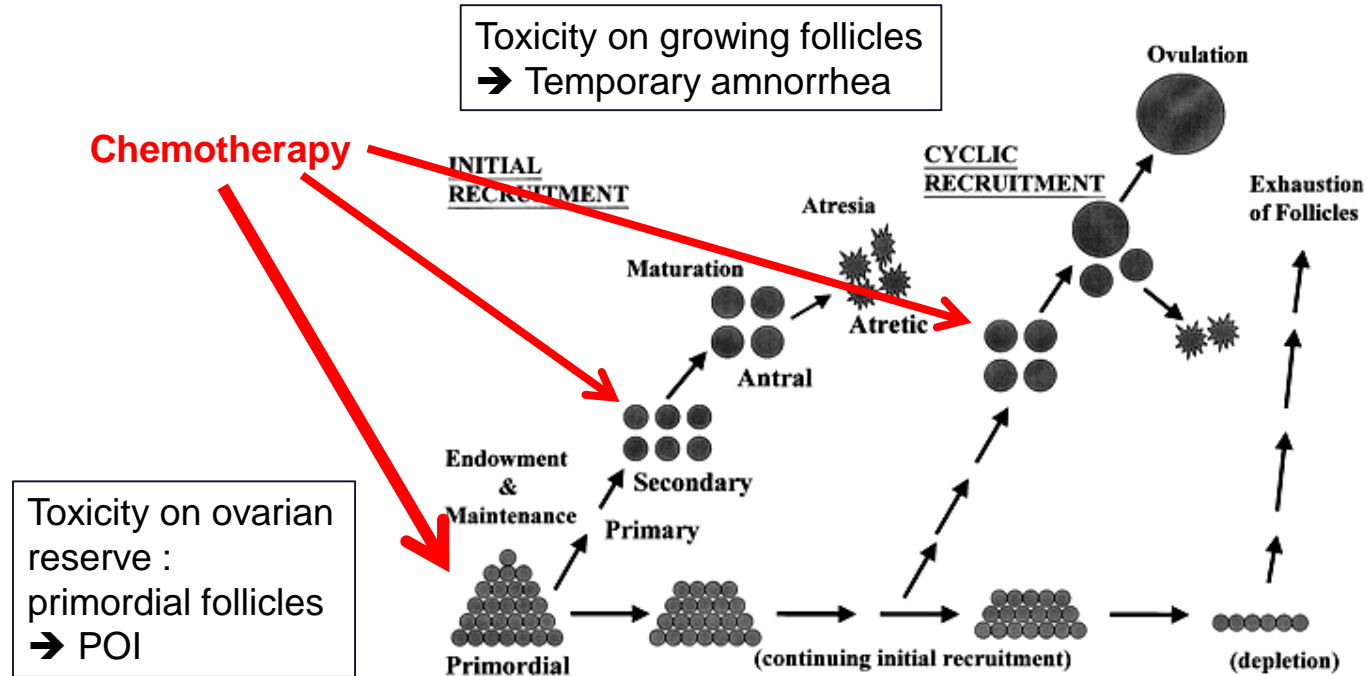 Toxicity on growing follicles
➔ Temporary amnorrhea
Ovulation
Chemotherapy
INITIAL
RECRUITMENT
CYCLIC
RECRUITMENT
Exhaustion
of Follicles
Atresia
Maturation
Atretic
Antral
Endowment
&
Maintenance
Secondary
Primary
Toxicity on ovarian
reserve :
primordial follicles
➔ POI
Primordial
(continuing initial recruitment)
(depletion)